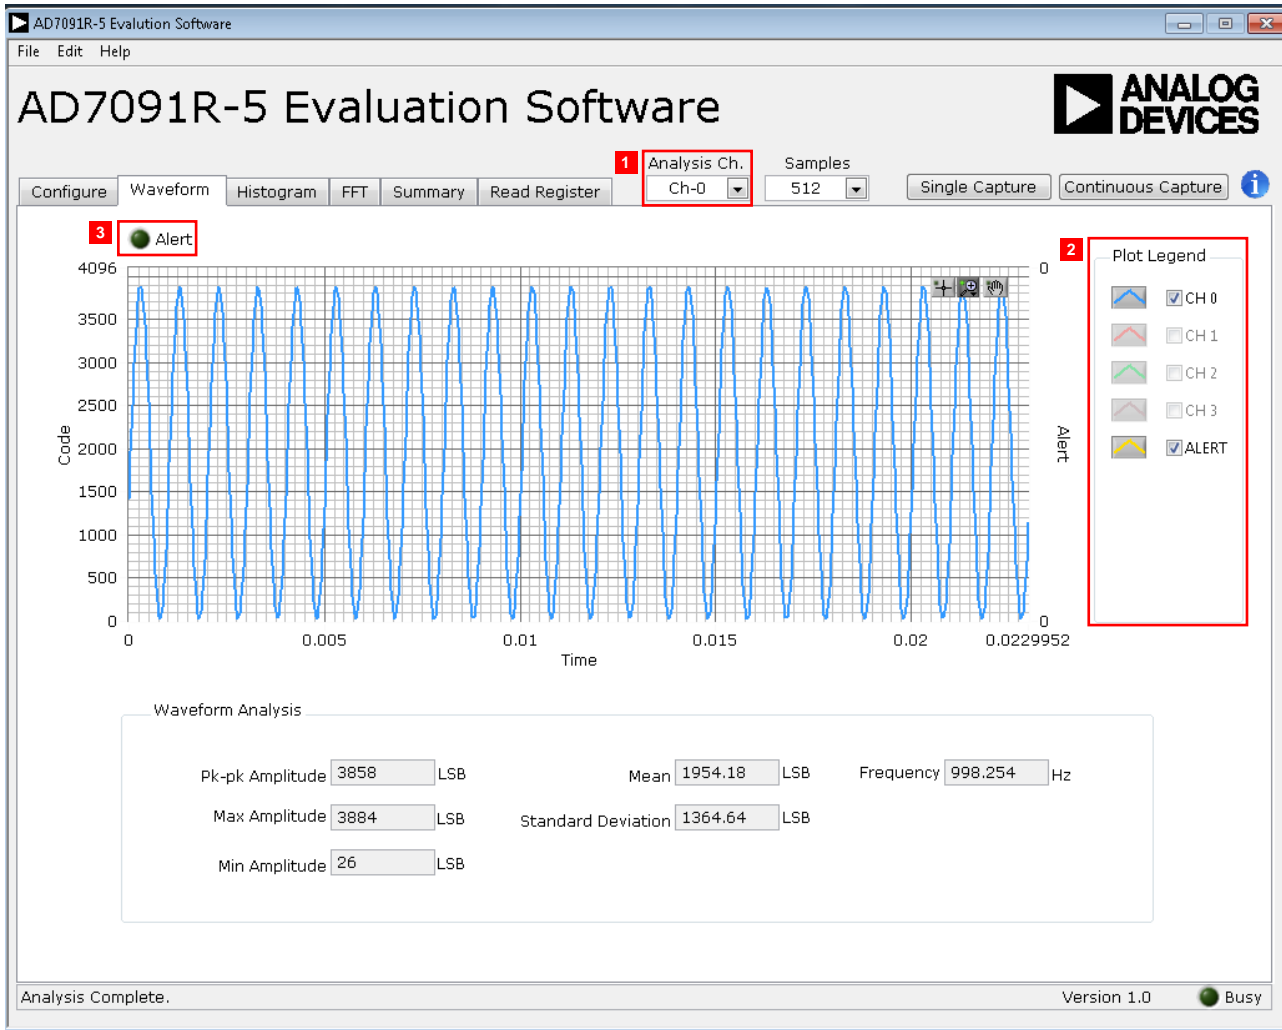 AD7091R-5 Evalution Software
File Edit Help
AD7091R-5 Evaluation Software
ANALOG
DEVICES
1 Analysis Ch. Samples
Configure Waveform Histogram FFT Summary Read Register Ch-0 512 Single Capture Continuous Capture i
3 Alert
2 Plot Legend
4096 0
CH 0
3500
CH 1
3000
CH 2
2500
CH 3
2000
ALERT
1500
1000
500
0 0
Code
Alert
0 0.005 0.01 0.015 0.02 0.0229952
Time
Waveform Analysis
Pk-pk Amplitude 3858 LSB Mean 1954.18 LSB Frequency 998.254 Hz
Max Amplitude 3884 LSB Standard Deviation 1364.64 LSB
Min Amplitude 26 LSB
Analysis Complete. Version 1.0 Busy